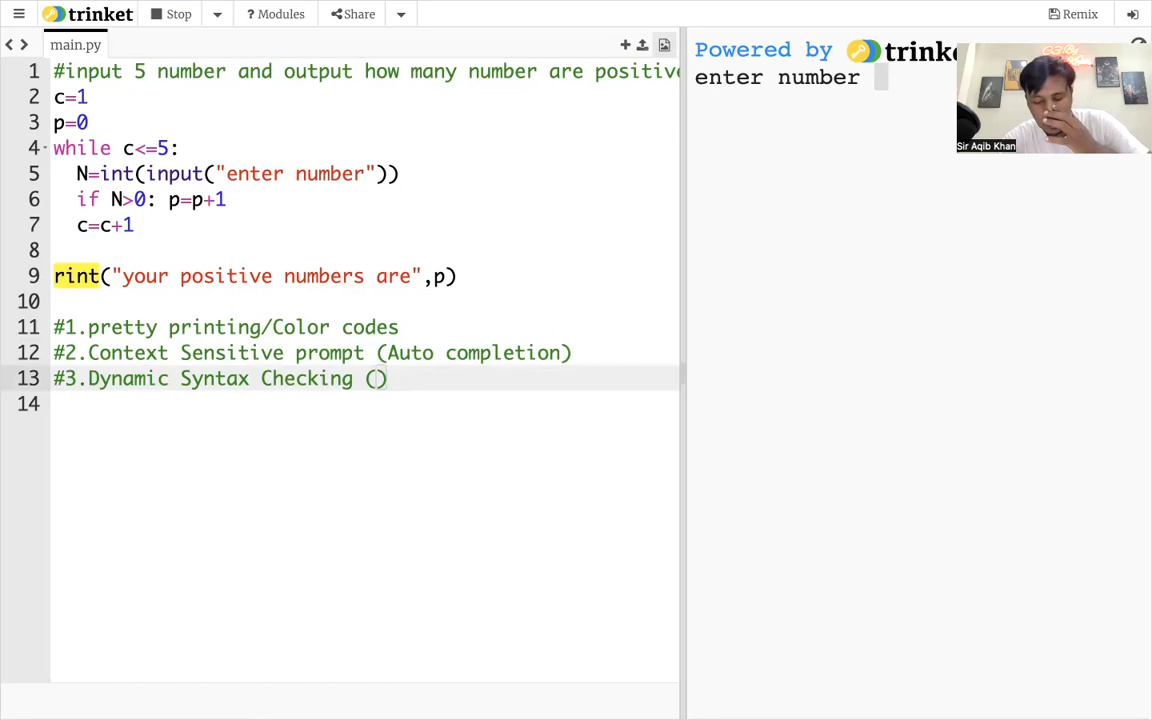 trinket Stop ? Modules Share Remix
main.py
1 #input 5 number and output how many number are positive
2 c=1
3 p=0
4 while c<=5:
5 N=int(input("enter number"))
6 if N>0: p=p+1
7 c=c+1
8
9 rint("your positive numbers are",p)
10
11 #1.pretty printing/Color codes
12 #2.Context Sensitive prompt (Auto completion)
13 #3.Dynamic Syntax Checking ()
14
Powered by trinke
enter number
Sir Aqib Khan